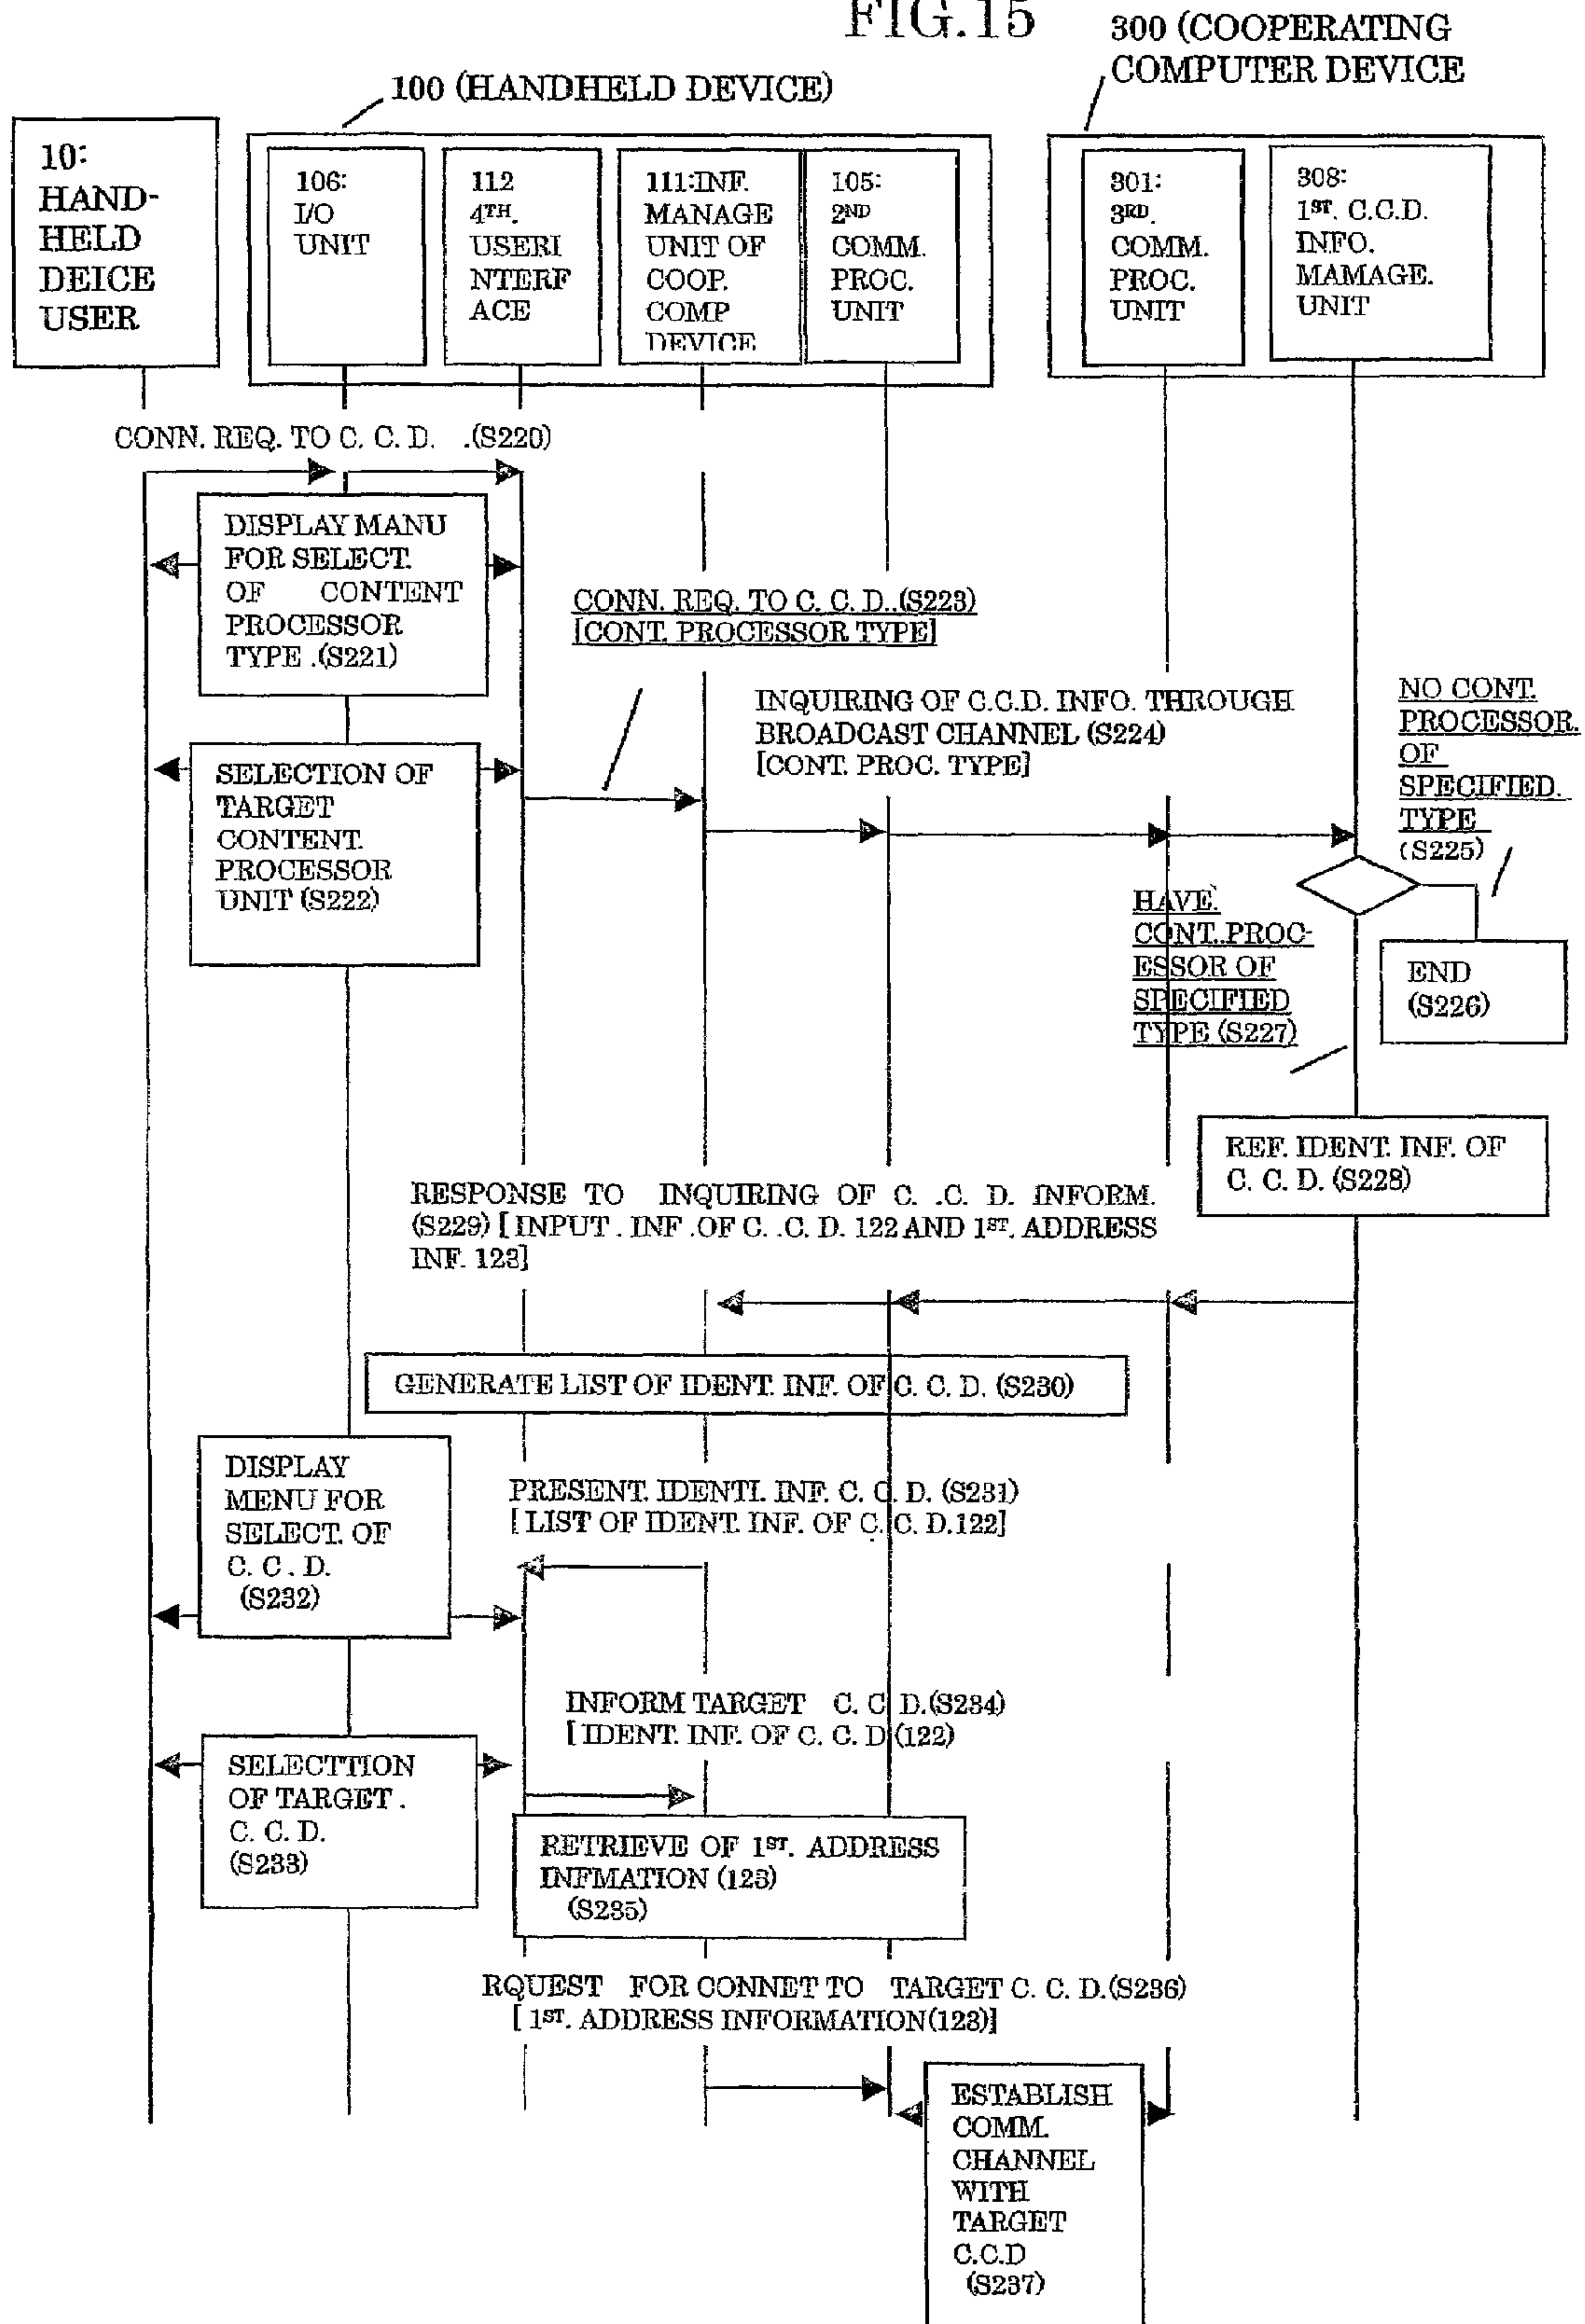 FIG.15
300 (COOPERATING
COMPUTER DEVICE
100 (HANDHELD DEVICE)
10:
HAND-
HELD
DEICE
USER
106:
I/O
UNIT
112
4TH.
USERI
NTERF
ACE
111:INF.
MANAGE
UNIT OF
COOP.
COMP
DEVICE
105:
2ND
COMM.
PROC.
UNIT
301:
3RD.
COMM.
PROC.
UNIT
308:
1ST. C.C.D.
INFO.
MAMAGE.
UNIT
CONN. REQ. TO C. C. D. .(S220)
DISPLAY MANU
FOR SELECT.
OF CONTENT
PROCESSOR
TYPE .(S221)
CONN. REQ. TO C. C. D..(S223)
[CONT. PROCESSOR TYPE]
INQUIRING OF C.C.D. INFO. THROUGH
BROADCAST CHANNEL (S224)
[CONT. PROC. TYPE]
NO CONT.
PROCESSOR.
OF
SPECIFIED.
TYPE
(S225)
SELECTION OF
TARGET
CONTENT.
PROCESSOR
UNIT (S222)
HAVE.
CONT..PROC-
ESSOR OF
SPECIFIED
TYPE (S227)
END
(S226)
REF. IDENT. INF. OF
C. C. D. (S228)
RESPONSE TO INQUIRING OF C. .C. D. INFORM.
(S229) [ INPUT . INF .OF C. .C. D. 122 AND 1ST. ADDRESS
INF. 123]
GENERATE LIST OF IDENT. INF. OF C. C. D. (S230)
DISPLAY
MENU FOR
SELECT. OF
C. C . D.
(S232)
PRESENT. IDENTI. INF. C. C. D. (S231)
[ LIST OF IDENT. INF. OF C. C. D.122]
INFORM TARGET C. C D.(S234)
[ IDENT. INF. OF C. C. D (122)
SELECTTION
OF TARGET .
C. C. D.
(S233)
RETRIEVE OF 1ST. ADDRESS
INFMATION (123)
(S235)
RQUEST FOR CONNET TO TARGET C. C. D.(S236)
[ 1ST. ADDRESS INFORMATION(123)]
ESTABLISH
COMM.
CHANNEL
WITH
TARGET
C.C.D
(S237)